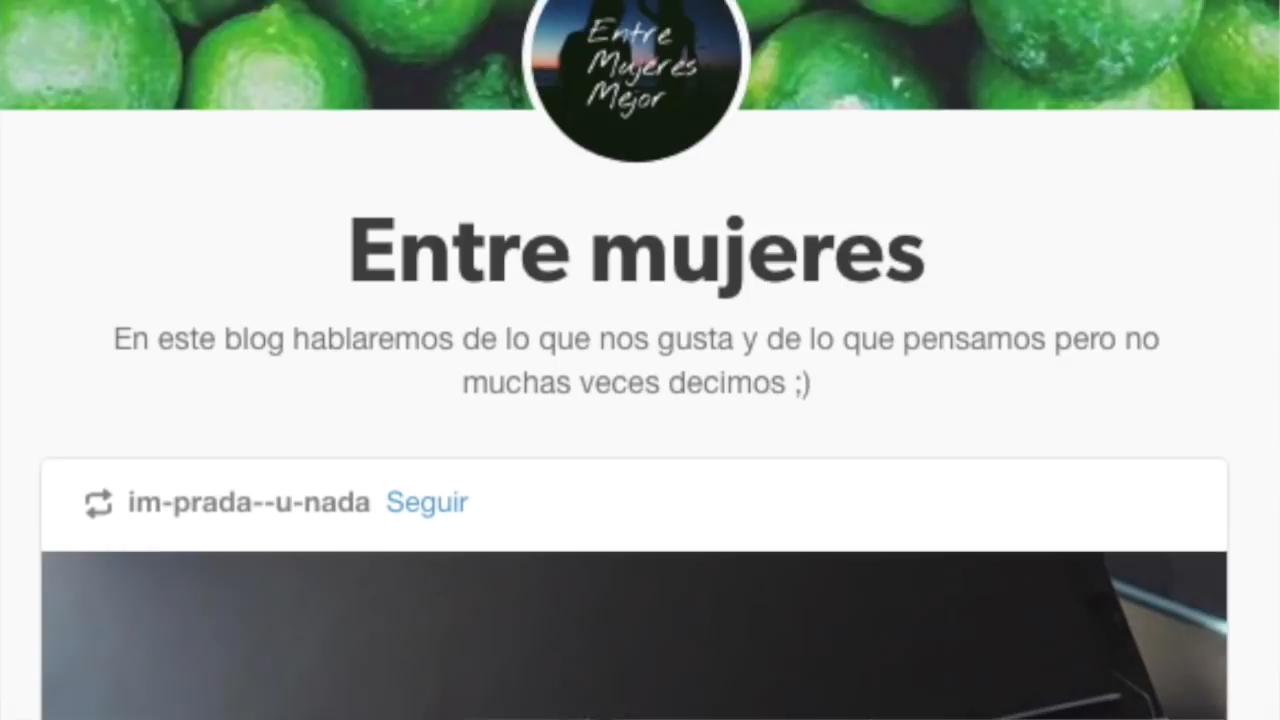 Entre
Mujeres
Mejor
Entre mujeres
En este blog hablaremos de lo que nos gusta y de lo que pensamos pero no
muchas veces decimos ;)
im-prada--u-nada Seguir